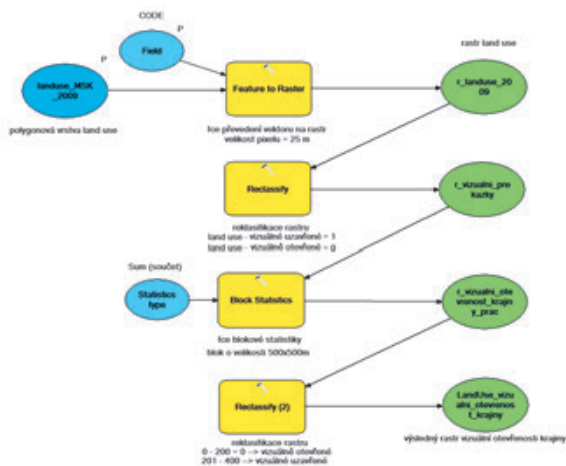 CODE
P
Field
P
landuse_MSK
_2009
polygonová vrstva land use
Feature to Raster
fce převedení vektoru na rastr
velikost pixelu = 25 m
rastr land use
r_landuse_20
09
Reclassify
reklasifikace rastru
land use - vizuálně uzavřené = 1
land use - vizuálně otevřené = g
r_vizualni_pre
kazky
Sum (součet)
Statistics
type
Block Statistics
fce blokové statistiky
blok o velikosti 500x500m
r_vizualni_ote
vrenost_krajin
y_prac
Reclassify (2)
reklasifikace rastru
0 - 200 = 0 --> vizuálně otevřené
201 - 400 --> vizuálně uzavřené
LandUse_vizu
alni_otevrenos
t_krajiny
výsledný rastr vizuální otevřenosti krajiny